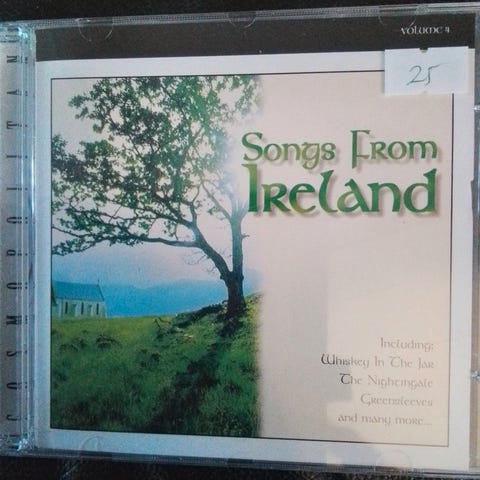 VOLUME 4
25
SONGS FROM
IRELAND
COSMOPOLITAN
Including:
Whiskey In The Jar
The Nightingale
Greensleeves
and many more...